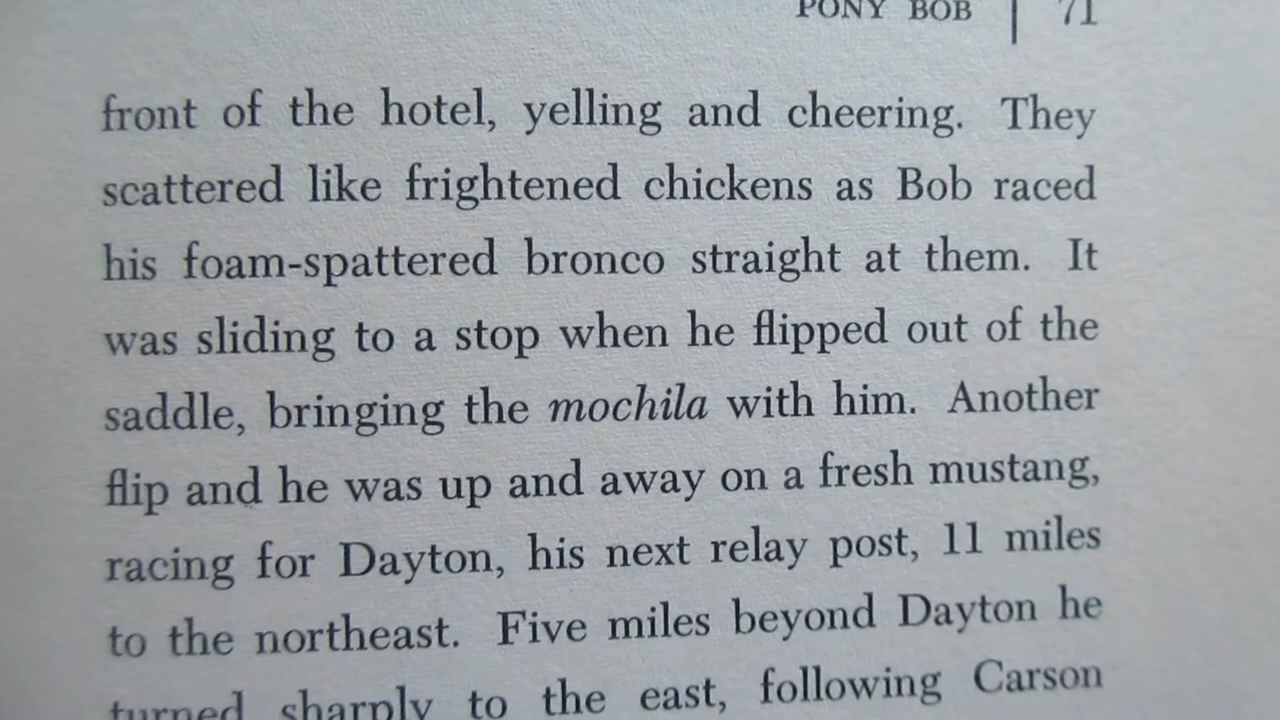 PONY BOB | 71
front of the hotel, yelling and cheering. They
scattered like frightened chickens as Bob raced
his foam-spattered bronco straight at them. It
was sliding to a stop when he flipped out of the
saddle, bringing the mochila with him. Another
flip and he was up and away on a fresh mustang,
racing for Dayton, his next relay post, 11 miles
to the northeast. Five miles beyond Dayton he
turned sharply to the east, following Carson